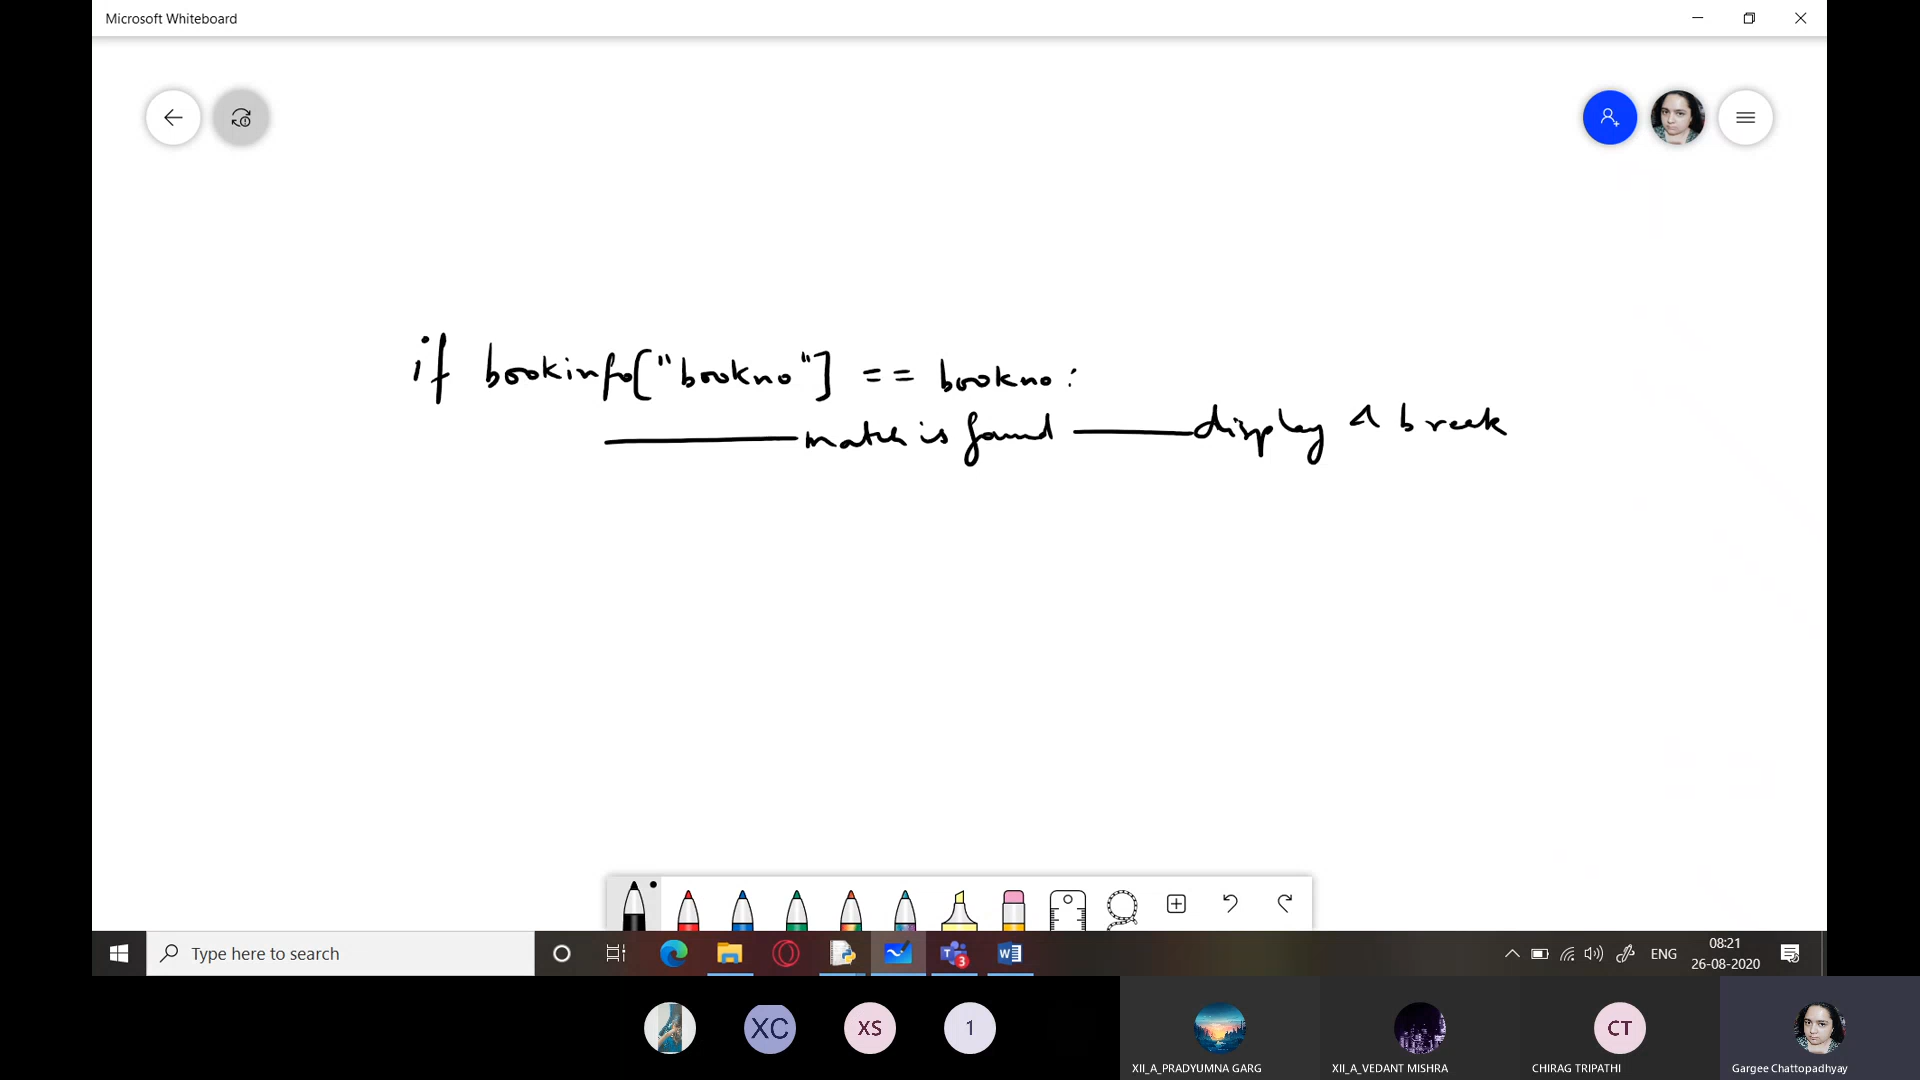 Microsoft Whiteboard
if bookinfo["bookno"] == bookno:
match is found display & break
Type here to search
ENG
08:21
26-08-2020
3
XC
XS
1
CT
XII_A_PRADYUMNA GARG
XII_A_VEDANT MISHRA
CHIRAG TRIPATHI
Gargee Chattopadhyay